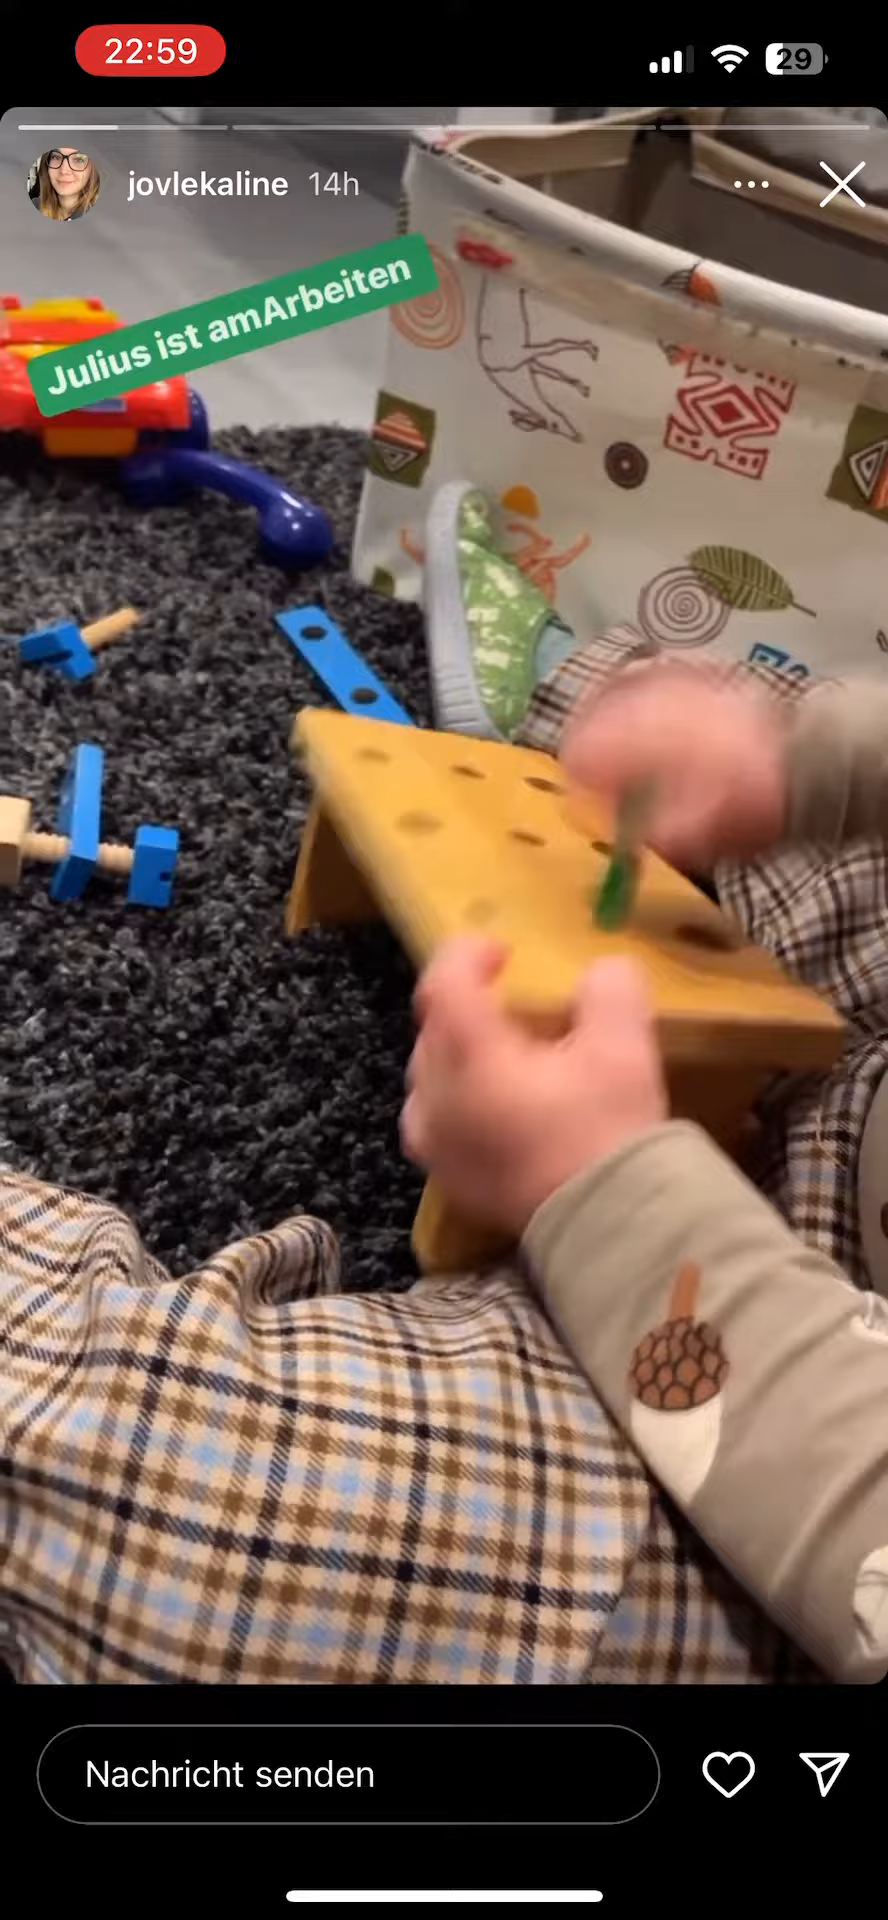 22:59
29
jovlekaline 14h
Julius ist amArbeiten
Nachricht senden